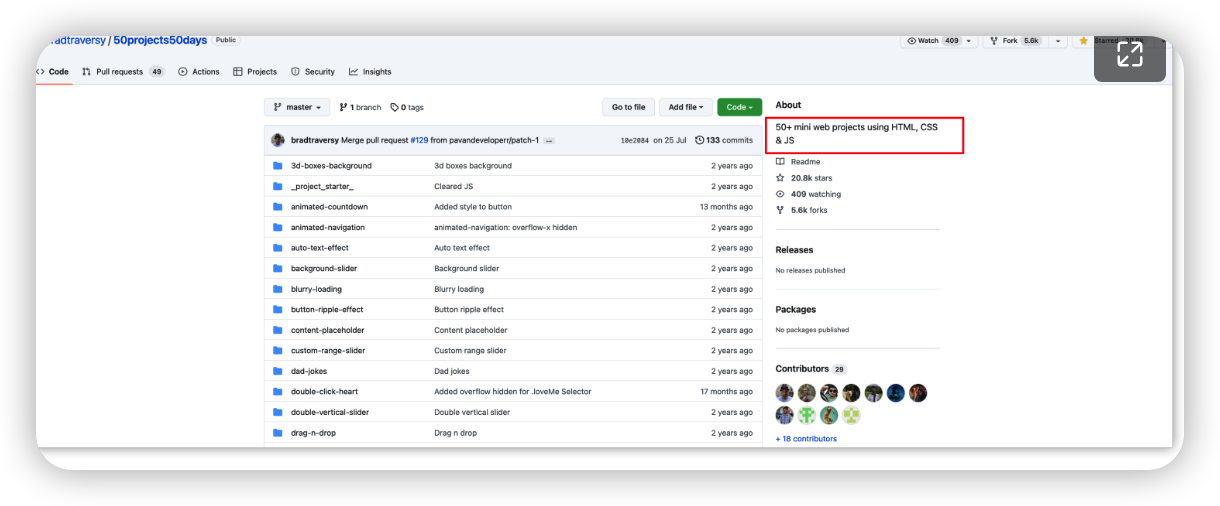 radtraversy / 50projects50days Public
Watch 409 Fork 5.6k Starred
<> Code Pull requests 49 Actions Projects Security Insights
master 1 branch 0 tags Go to file Add file Code
bradtraversy Merge pull request #129 from pavandeveloperr/patch-1 ... 10e2084 on 25 Jul 133 commits
3d-boxes-background 3d boxes background 2 years ago
_project_starter_ Cleared JS 2 years ago
animated-countdown Added style to button 13 months ago
animated-navigation animated-navigation: overflow-x hidden 2 years ago
auto-text-effect Auto text effect 2 years ago
background-slider Background slider 2 years ago
blurry-loading Blurry loading 2 years ago
button-ripple-effect Button ripple effect 2 years ago
content-placeholder Content placeholder 2 years ago
custom-range-slider Custom range slider 2 years ago
dad-jokes Dad jokes 2 years ago
double-click-heart Added overflow hidden for .loveMe Selector 17 months ago
double-vertical-slider Double vertical slider 2 years ago
drag-n-drop Drag n drop 2 years ago
About
50+ mini web projects using HTML, CSS
& JS
Readme
20.8k stars
409 watching
5.6k forks
Releases
No releases published
Packages
No packages published
Contributors 29
+ 18 contributors